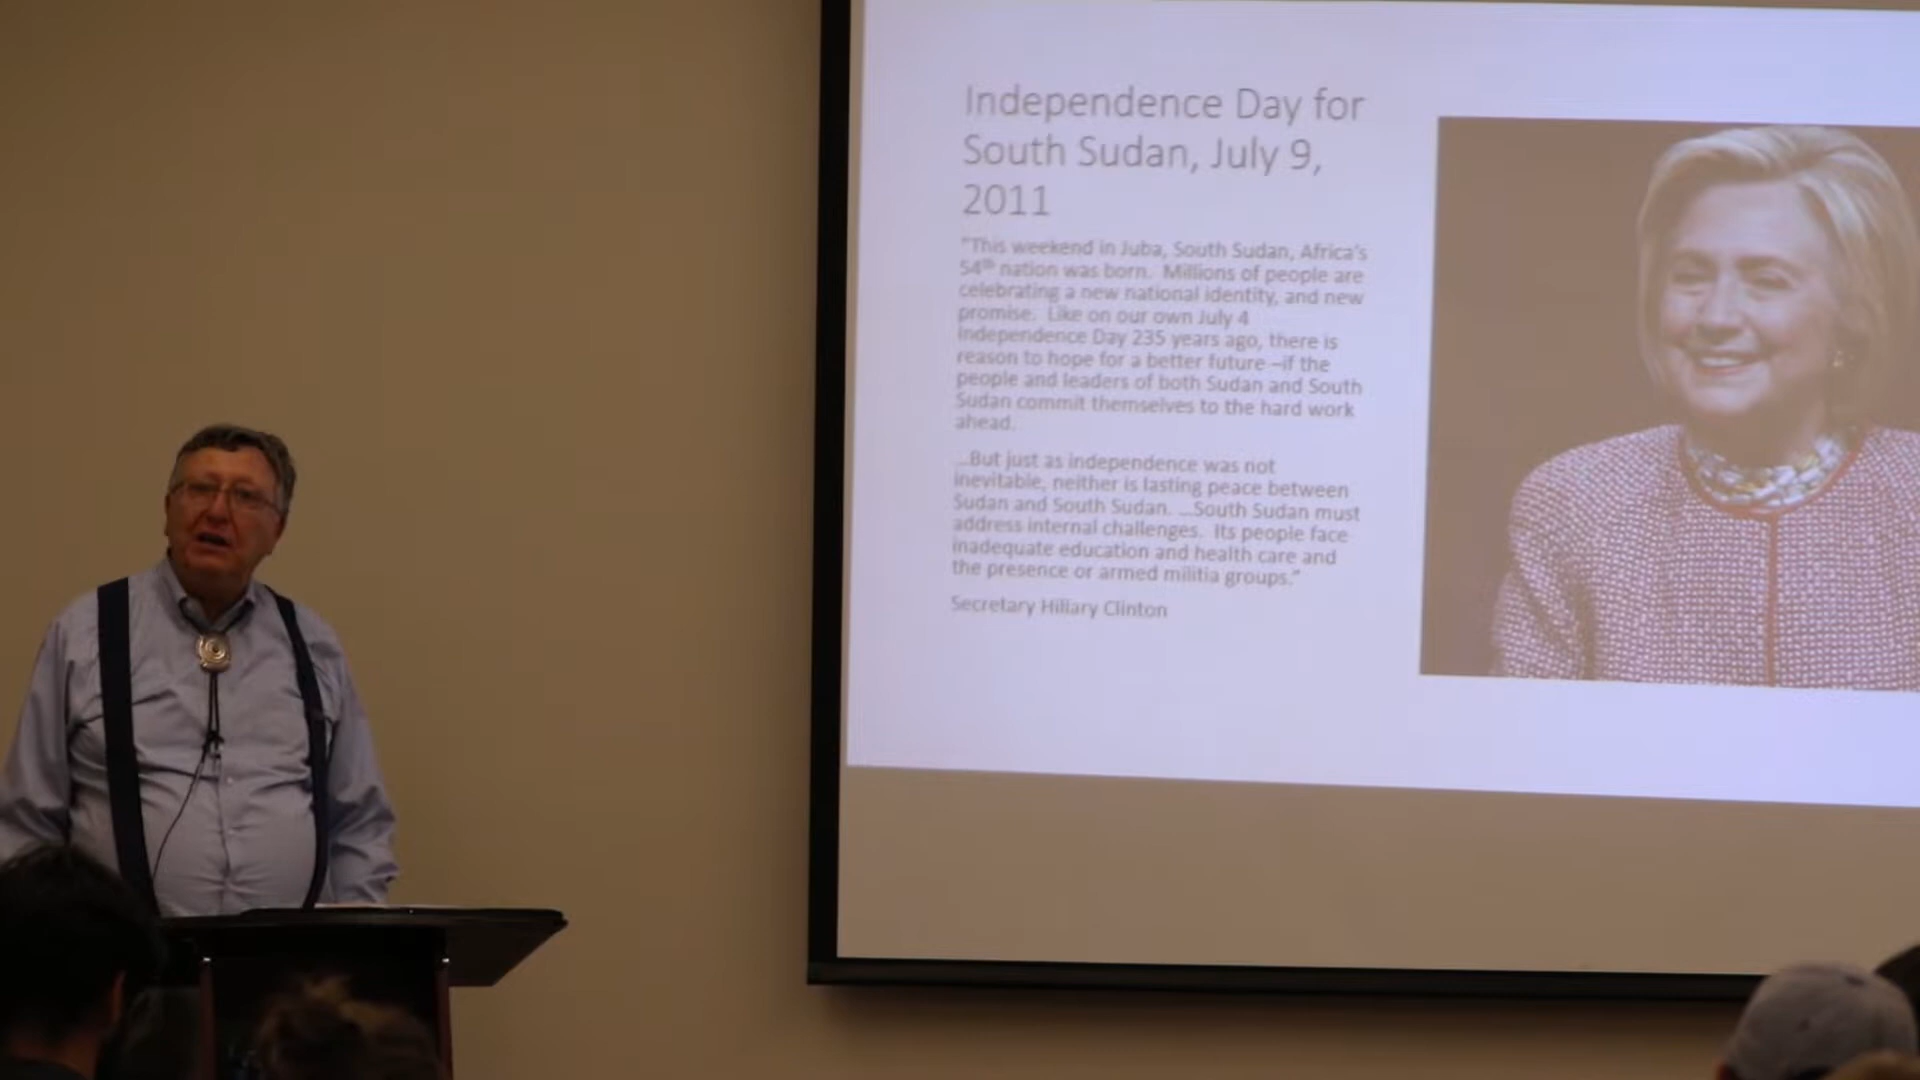 Independence Day for
South Sudan, July 9,
2011
"This weekend in Juba, South Sudan, Africa's
54th nation was born. Millions of people are
celebrating a new national identity, and new
promise. Like on our own July 4
Independence Day 235 years ago, there is
reason to hope for a better future –if the
people and leaders of both Sudan and South
Sudan commit themselves to the hard work
ahead.
…But just as independence was not
inevitable, neither is lasting peace between
Sudan and South Sudan. …South Sudan must
address internal challenges. Its people face
inadequate education and health care and
the presence or armed militia groups."
Secretary Hillary Clinton